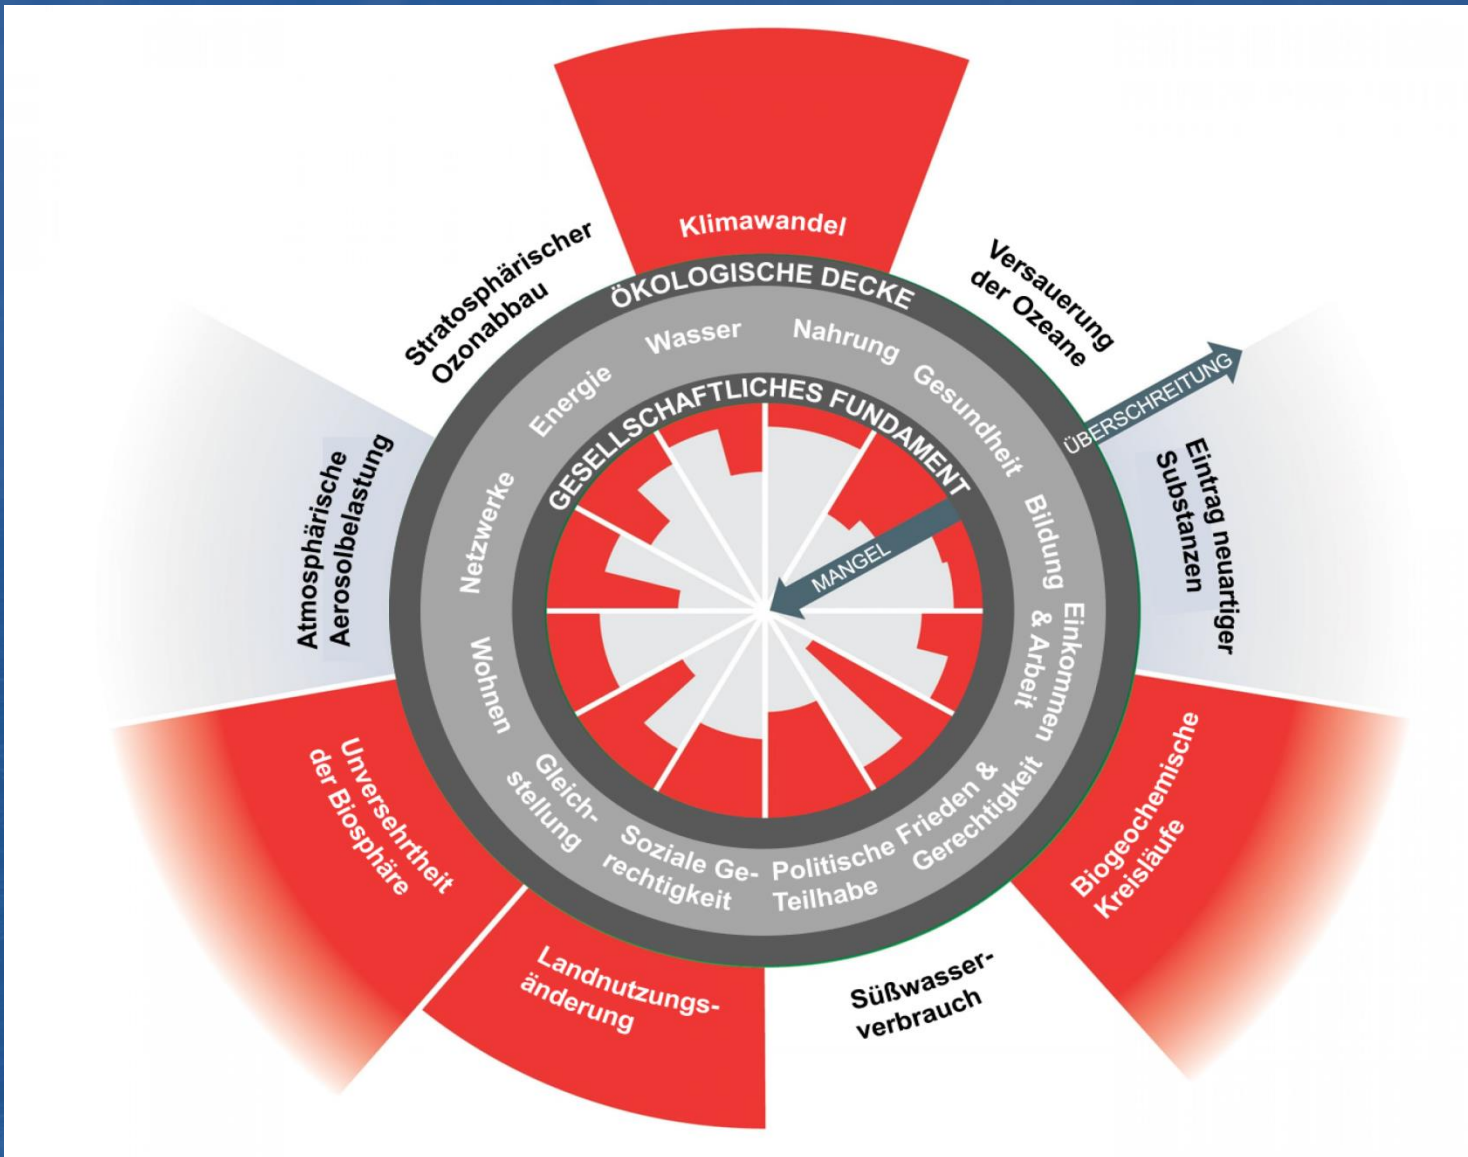 Klimawandel
Versauerung
der Ozeane
ÜBERSCHREITUNG
Eintrag neuartiger
Substanzen
Biogeochemische
Kreisläufe
Süßwasser-
verbrauch
Landnutzungs-
änderung
Unversehrtheit
der Biosphäre
Atmosphärische
Aerosolbelastung
Stratosphärischer
Ozonabbau
ÖKOLOGISCHE DECKE
Wasser
Nahrung
Gesundheit
Bildung
Einkommen
& Arbeit
Frieden &
Gerechtigkeit
Politische
Teilhabe
Soziale Ge-
rechtigkeit
Gleich-
stellung
Wohnen
Netzwerke
Energie
GESELLSCHAFTLICHES FUNDAMENT
MANGEL